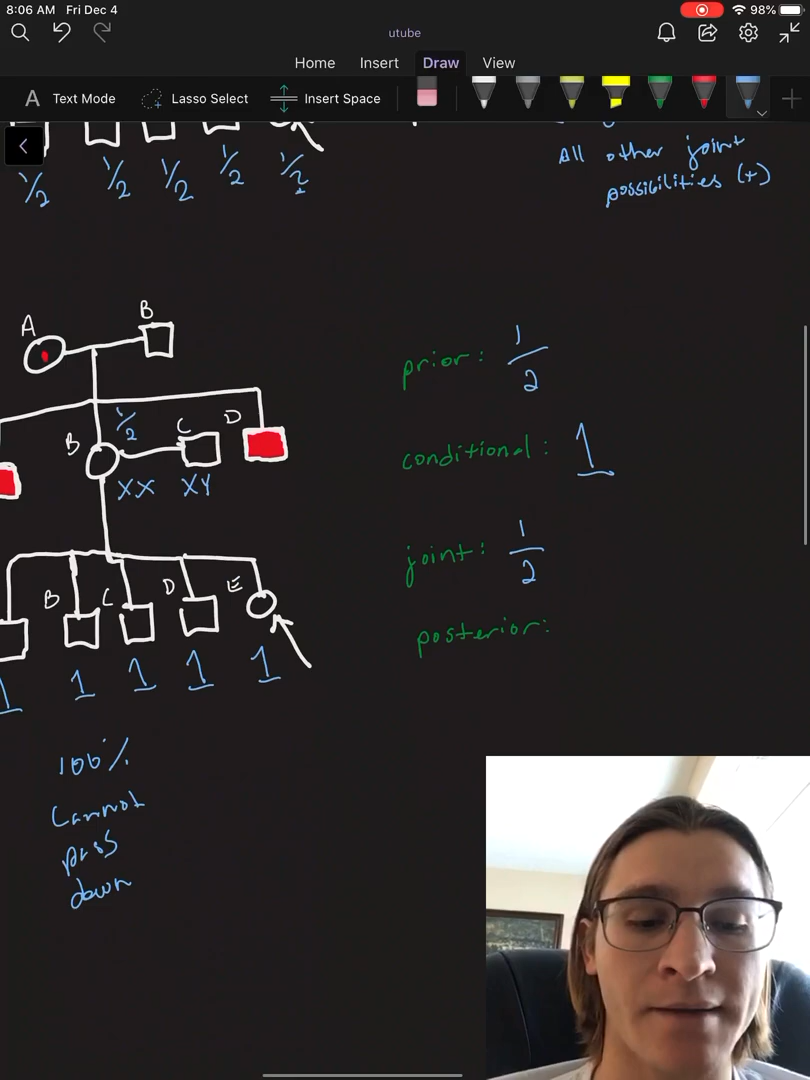 8:06 AM Fri Dec 4
98%
utube
Home Insert Draw View
A Text Mode Lasso Select Insert Space
1/2 1/2 1/2 1/2 1/2
All other joint
possibilities (+)
A B
prior: 1/2
1/2
B C D
conditional: 1
XX XY
joint: 1/2
B C D E
posterior:
1 1 1 1 1
100%
Cannot
pass
down